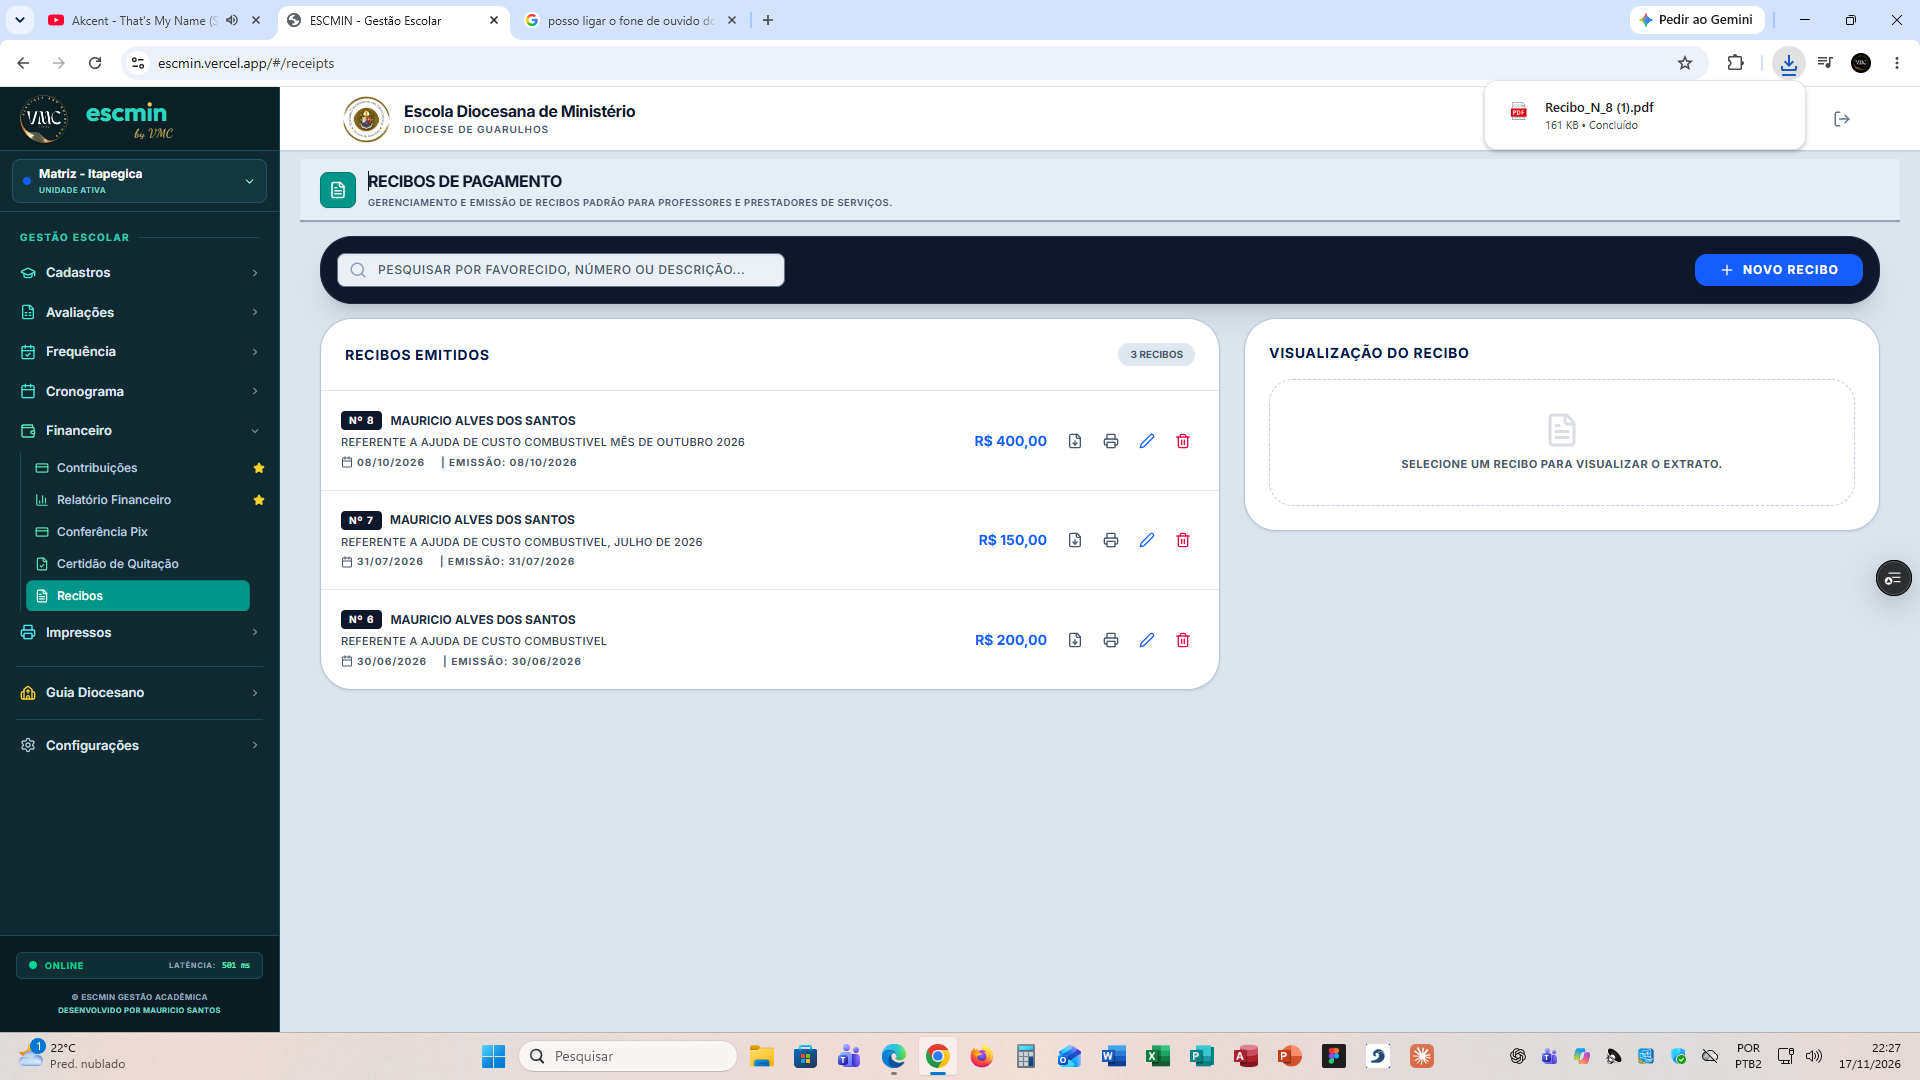 Akcent - That's My Name (S
ESCMIN - Gestão Escolar
posso ligar o fone de ouvido do
Pedir ao Gemini
escmin.vercel.app/#/receipts
Recibo_N_8 (1).pdf
161 KB • Concluído
VMC
escmin
by VMC
Matriz - Itapegica
UNIDADE ATIVA
GESTÃO ESCOLAR
Cadastros
Avaliações
Frequência
Cronograma
Financeiro
Contribuições
Relatório Financeiro
Conferência Pix
Certidão de Quitação
Recibos
Impressos
Guia Diocesano
Configurações
ONLINE
LATÊNCIA: 501 ms
© ESCMIN GESTÃO ACADÊMICA
DESENVOLVIDO POR MAURICIO SANTOS
Escola Diocesana de Ministério
DIOCESE DE GUARULHOS
RECIBOS DE PAGAMENTO
GERENCIAMENTO E EMISSÃO DE RECIBOS PADRÃO PARA PROFESSORES E PRESTADORES DE SERVIÇOS.
PESQUISAR POR FAVORECIDO, NÚMERO OU DESCRIÇÃO...
NOVO RECIBO
RECIBOS EMITIDOS
3 RECIBOS
Nº 8 MAURICIO ALVES DOS SANTOS
REFERENTE A AJUDA DE CUSTO COMBUSTIVEL MÊS DE OUTUBRO 2026
08/10/2026 | EMISSÃO: 08/10/2026
R$ 400,00
Nº 7 MAURICIO ALVES DOS SANTOS
REFERENTE A AJUDA DE CUSTO COMBUSTIVEL, JULHO DE 2026
31/07/2026 | EMISSÃO: 31/07/2026
R$ 150,00
Nº 6 MAURICIO ALVES DOS SANTOS
REFERENTE A AJUDA DE CUSTO COMBUSTIVEL
30/06/2026 | EMISSÃO: 30/06/2026
R$ 200,00
VISUALIZAÇÃO DO RECIBO
SELECIONE UM RECIBO PARA VISUALIZAR O EXTRATO.
1
22°C
Pred. nublado
Pesquisar
POR
PTB2
22:27
17/11/2026